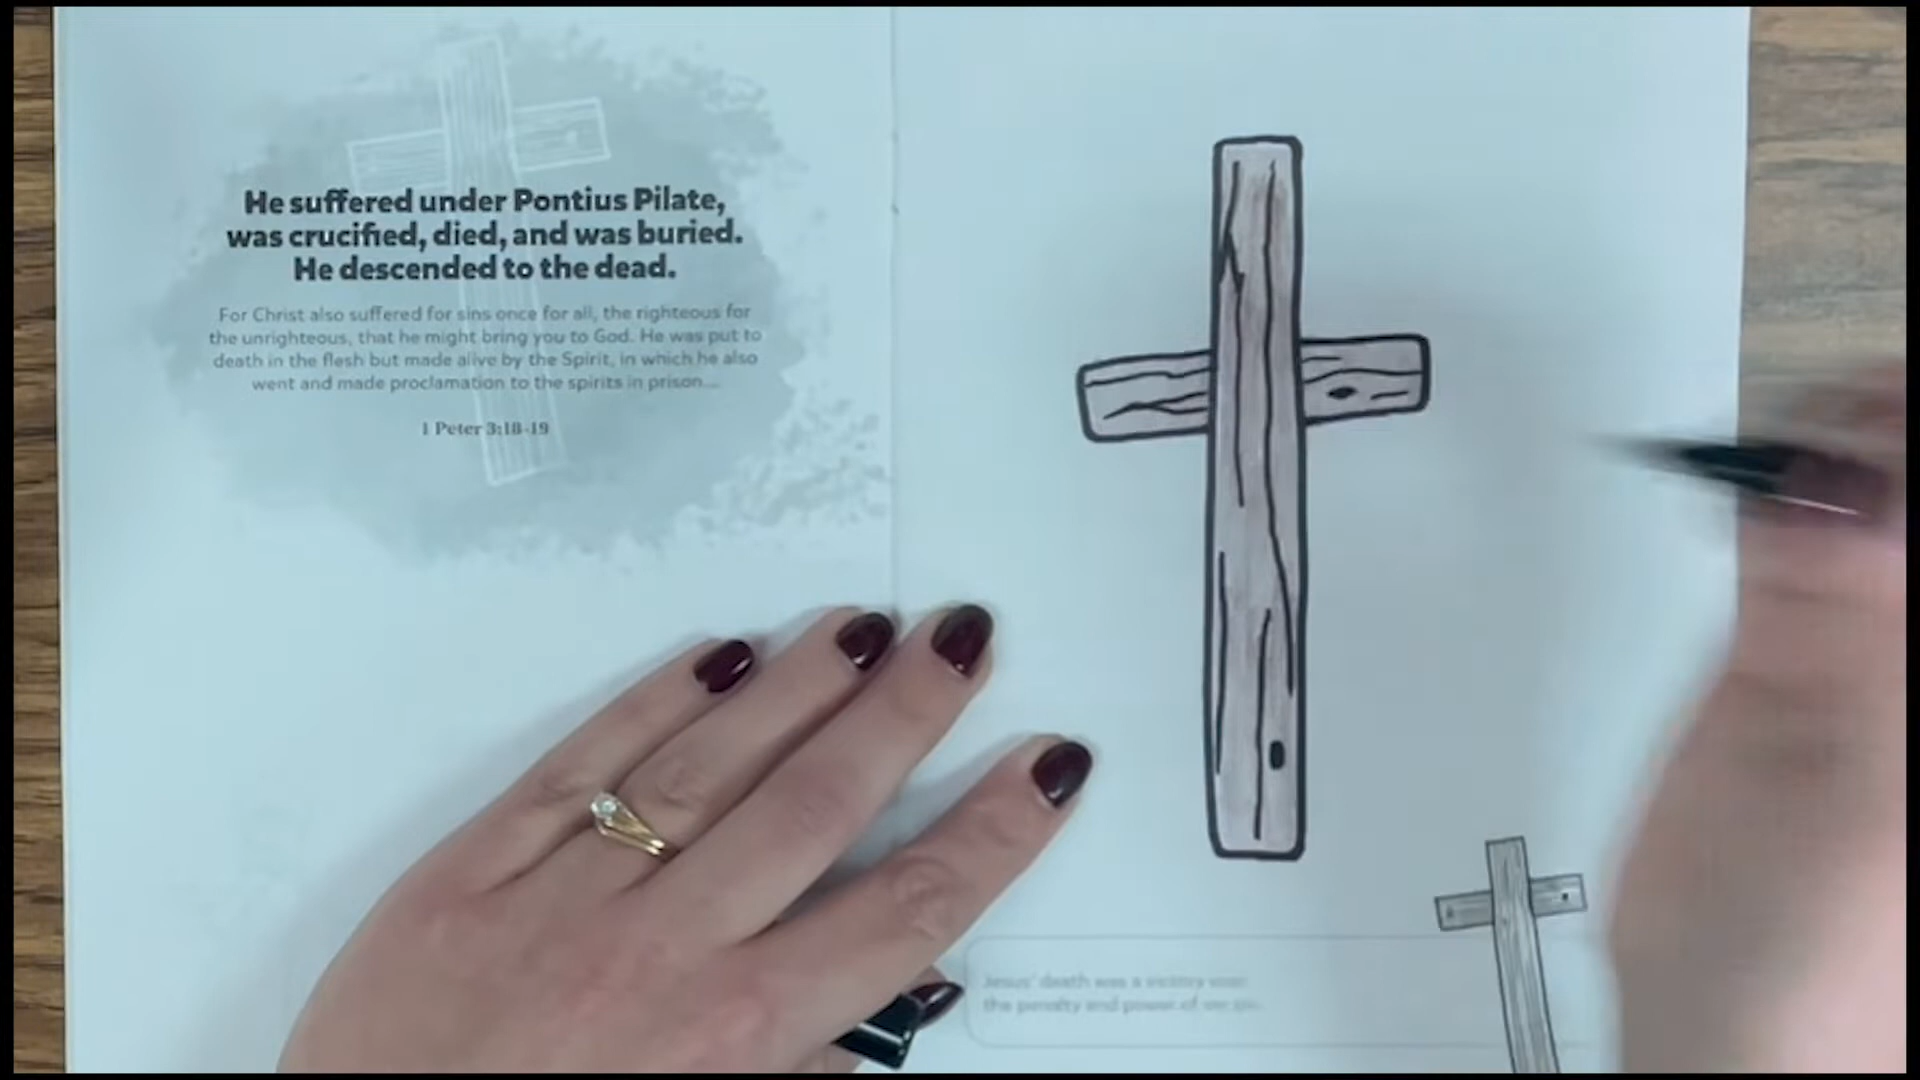 He suffered under Pontius Pilate,
was crucified, died, and was buried.
He descended to the dead.
For Christ also suffered for sins once for all, the righteous for
the unrighteous, that he might bring you to God. He was put to
death in the flesh but made alive by the Spirit, in which he also
went and made proclamation to the spirits in prison....
1 Peter 3:18-19
Jesus' death was a victory over
the penalty and power of